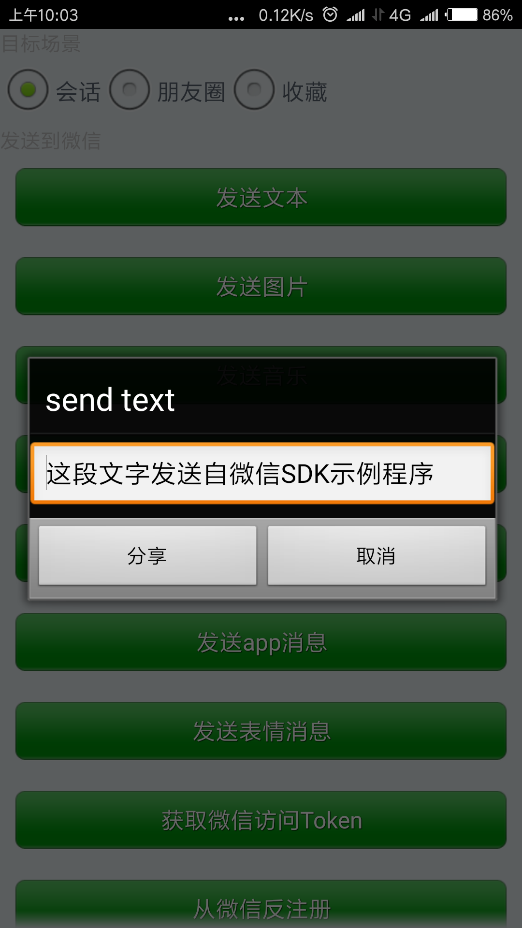 上午10:03 ... 0.12K/s 4G 86%
目标场景
会话 朋友圈 收藏
发送到微信
发送文本
发送图片
发送音乐
send text
这段文字发送自微信SDK示例程序
分享 取消
发送app消息
发送表情消息
获取微信访问Token
从微信反注册